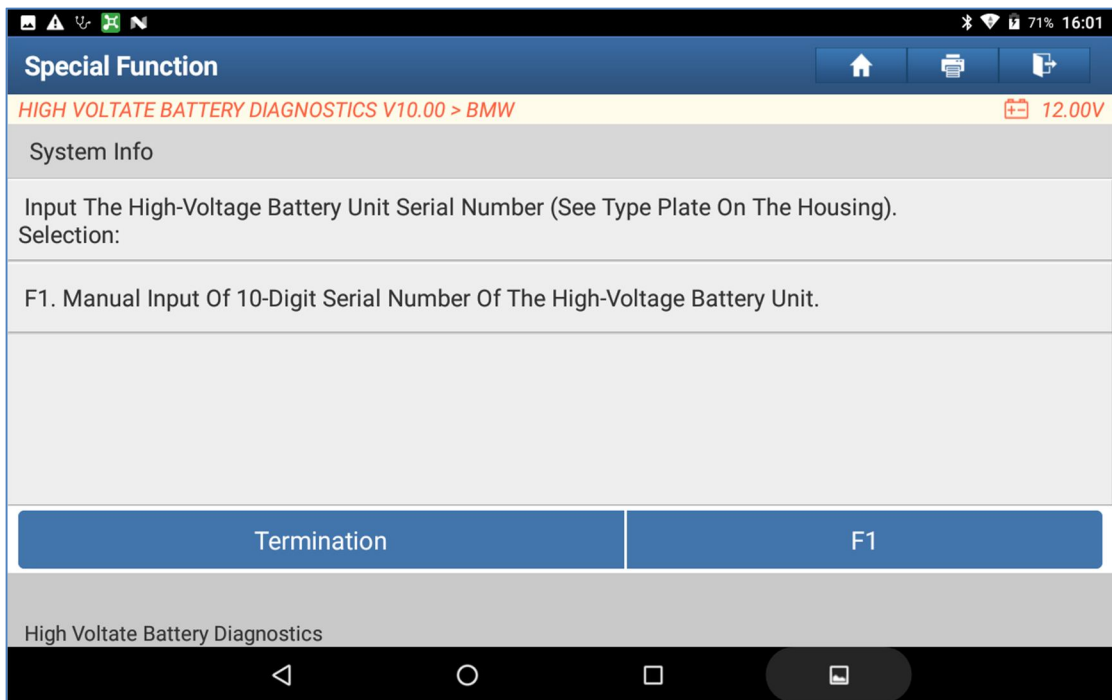 71% 16:01
Special Function
HIGH VOLTATE BATTERY DIAGNOSTICS V10.00 > BMW
12.00V
System Info
Input The High-Voltage Battery Unit Serial Number (See Type Plate On The Housing).
Selection:
F1. Manual Input Of 10-Digit Serial Number Of The High-Voltage Battery Unit.
Termination
F1
High Voltate Battery Diagnostics